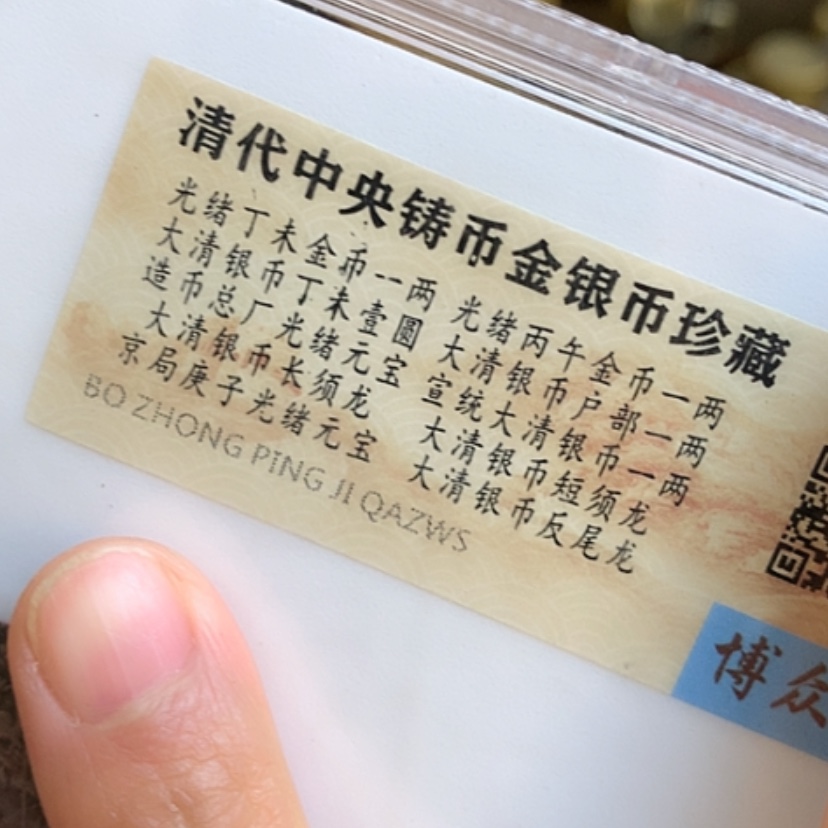 清代中央铸币金银币珍藏
光绪丁未金币一两
大清银币丁未壹圆
造币总厂光绪元宝
大清银币长须龙
京局庚子光绪元宝
光绪丙午金币一两
大清银币户部一两
宣统大清银币一两
大清银币短须龙
大清银币反尾龙
BO ZHONG PING JI QAZWS
博众